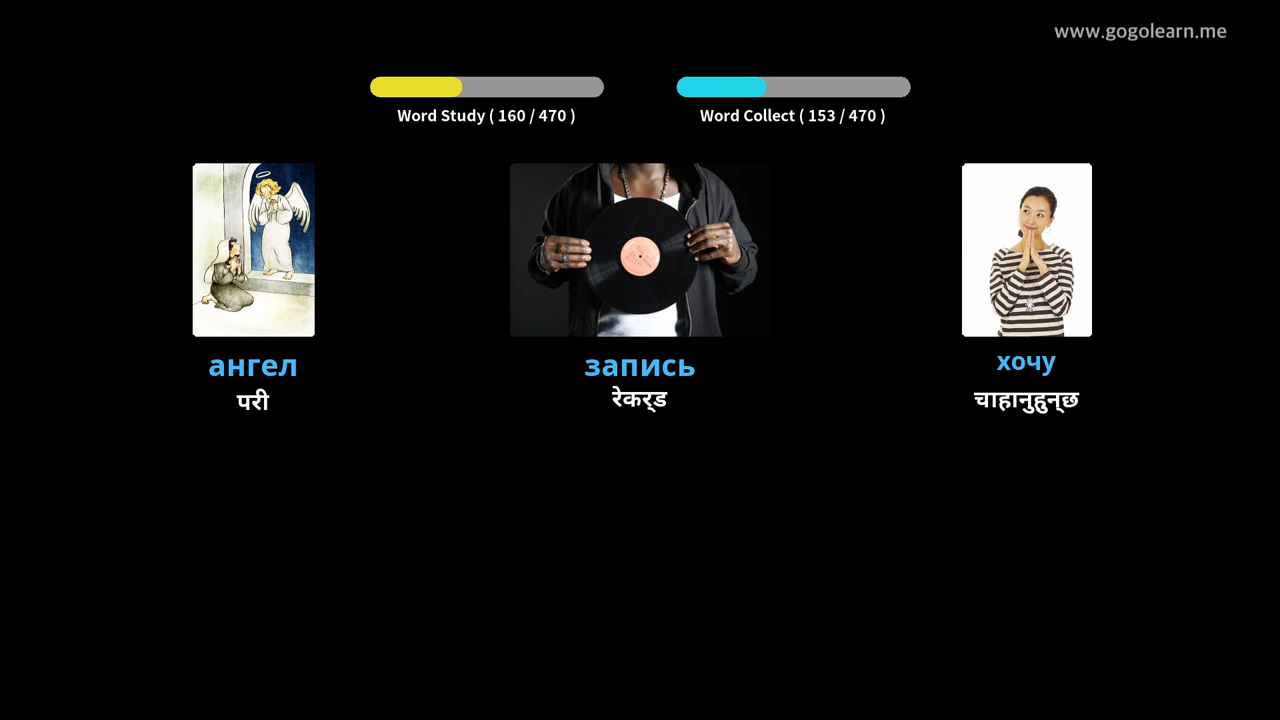 www.gogolearn.me
Word Study ( 160 / 470 )
Word Collect ( 153 / 470 )
ангел
запись
хочу
परी
रेकर्ड
चाहानुहुन्छ